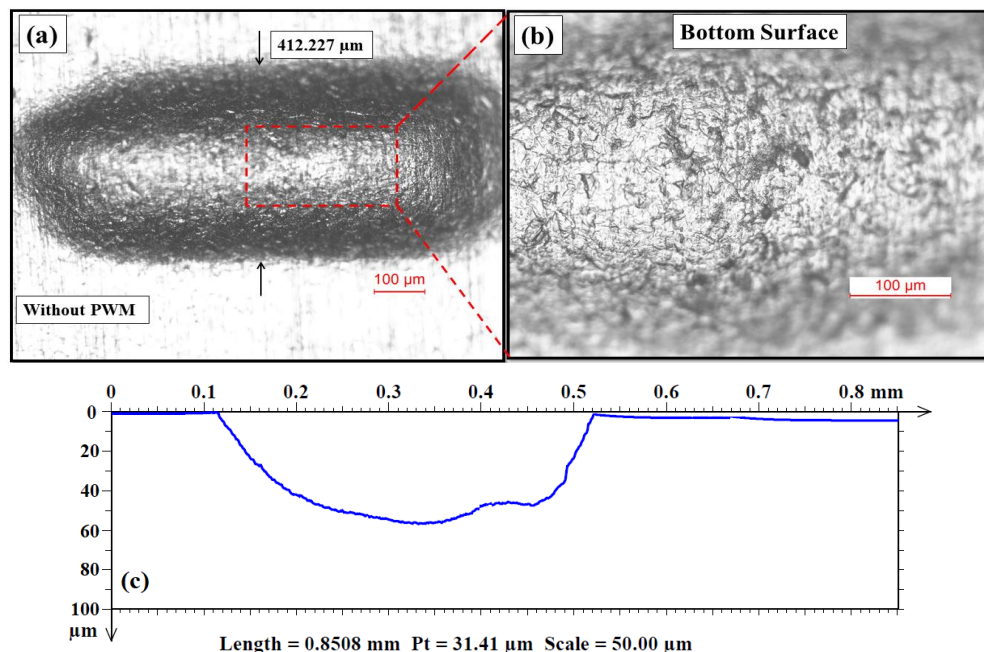 (a)
412.227 µm
100 µm
Without PWM
(b)
Bottom Surface
100 µm
0 0.1 0.2 0.3 0.4 0.5 0.6 0.7 0.8 mm
0
20
40
60
80
100
µm
(c)
Length = 0.8508 mm Pt = 31.41 µm Scale = 50.00 µm